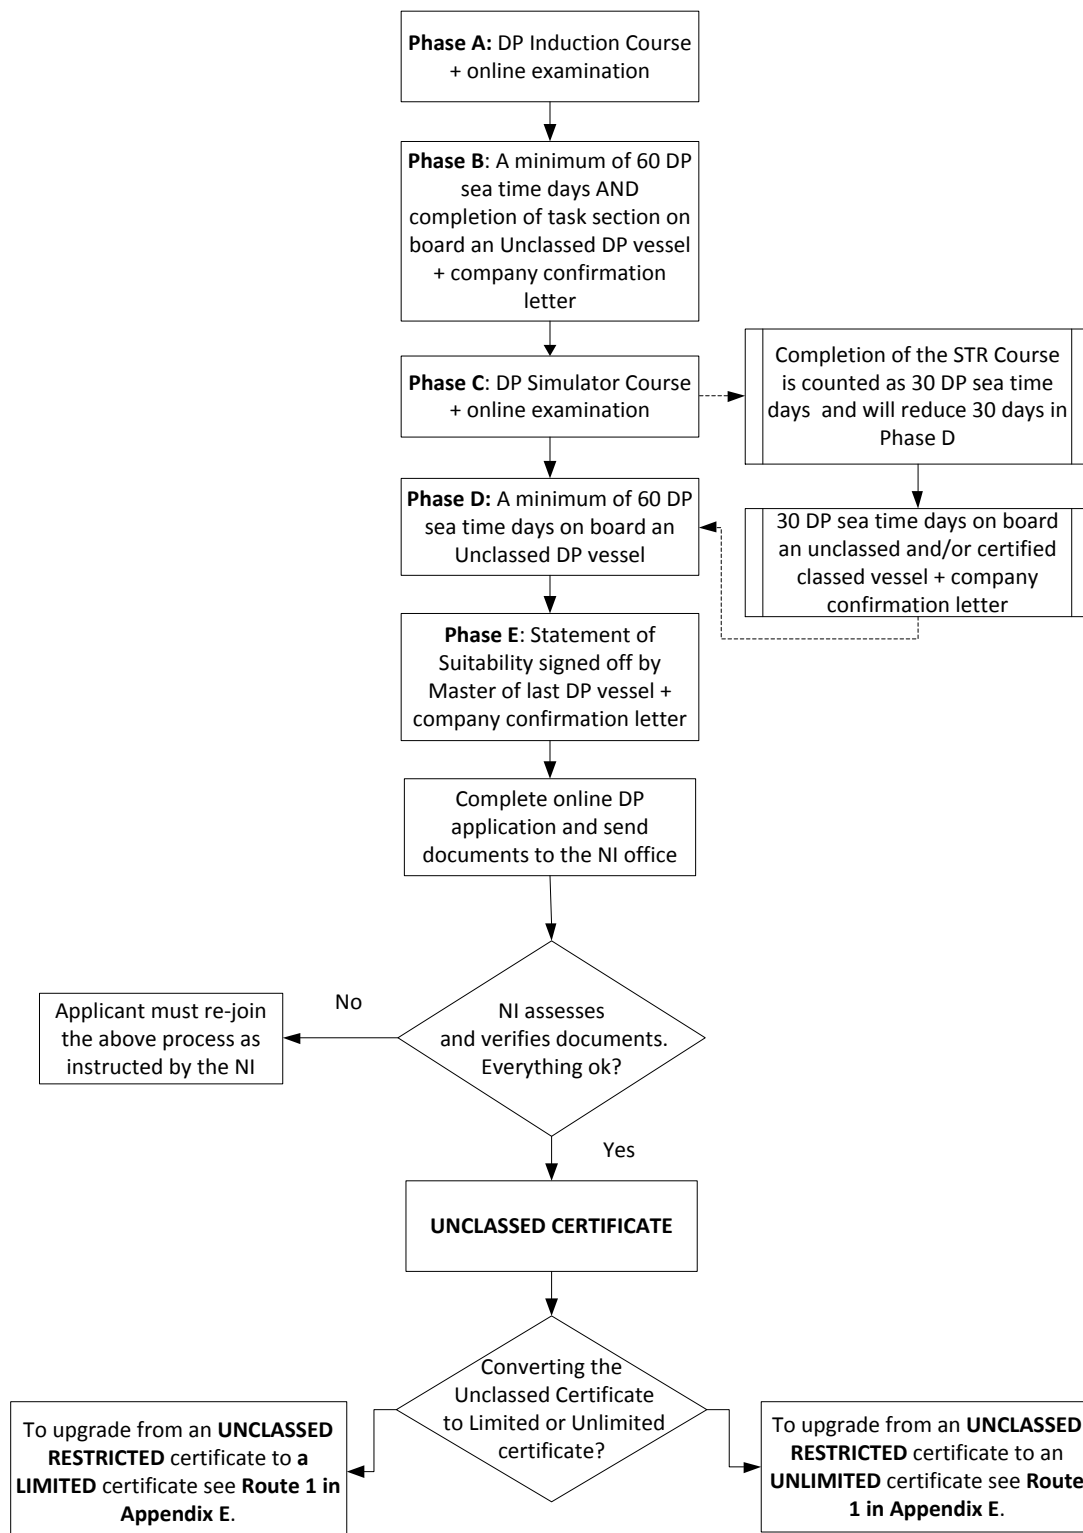 Phase A: DP Induction Course
+ online examination
Phase B: A minimum of 60 DP
sea time days AND
completion of task section on
board an Unclassed DP vessel
+ company confirmation
letter
Phase C: DP Simulator Course
+ online examination
Completion of the STR Course
is counted as 30 DP sea time
days and will reduce 30 days in
Phase D
Phase D: A minimum of 60 DP
sea time days on board an
Unclassed DP vessel
30 DP sea time days on board
an unclassed and/or certified
classed vessel + company
confirmation letter
Phase E: Statement of
Suitability signed off by
Master of last DP vessel +
company confirmation letter
Complete online DP
application and send
documents to the NI office
NI assesses
and verifies documents.
Everything ok?
No
Applicant must re-join
the above process as
instructed by the NI
Yes
UNCLASSED CERTIFICATE
Converting the
Unclassed Certificate
to Limited or Unlimited
certificate?
To upgrade from an UNCLASSED
RESTRICTED certificate to a
LIMITED certificate see Route 1 in
Appendix E.
To upgrade from an UNCLASSED
RESTRICTED certificate to an
UNLIMITED certificate see Route
1 in Appendix E.